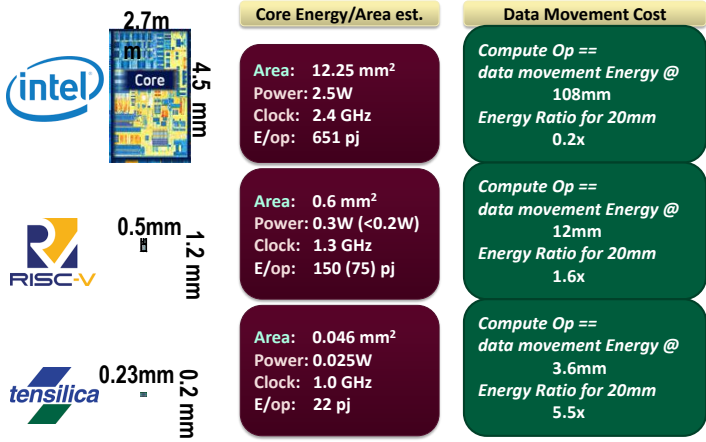 Core Energy/Area est.
Data Movement Cost
2.7m
m
4.5 mm
Core
intel
Area: 12.25 mm²
Power: 2.5W
Clock: 2.4 GHz
E/op: 651 pj
Compute Op ==
data movement Energy @
108mm
Energy Ratio for 20mm
0.2x
0.5mm
1.2 mm
RISC-V
Area: 0.6 mm²
Power: 0.3W (<0.2W)
Clock: 1.3 GHz
E/op: 150 (75) pj
Compute Op ==
data movement Energy @
12mm
Energy Ratio for 20mm
1.6x
0.23mm
0.2 mm
tensilica
Area: 0.046 mm²
Power: 0.025W
Clock: 1.0 GHz
E/op: 22 pj
Compute Op ==
data movement Energy @
3.6mm
Energy Ratio for 20mm
5.5x